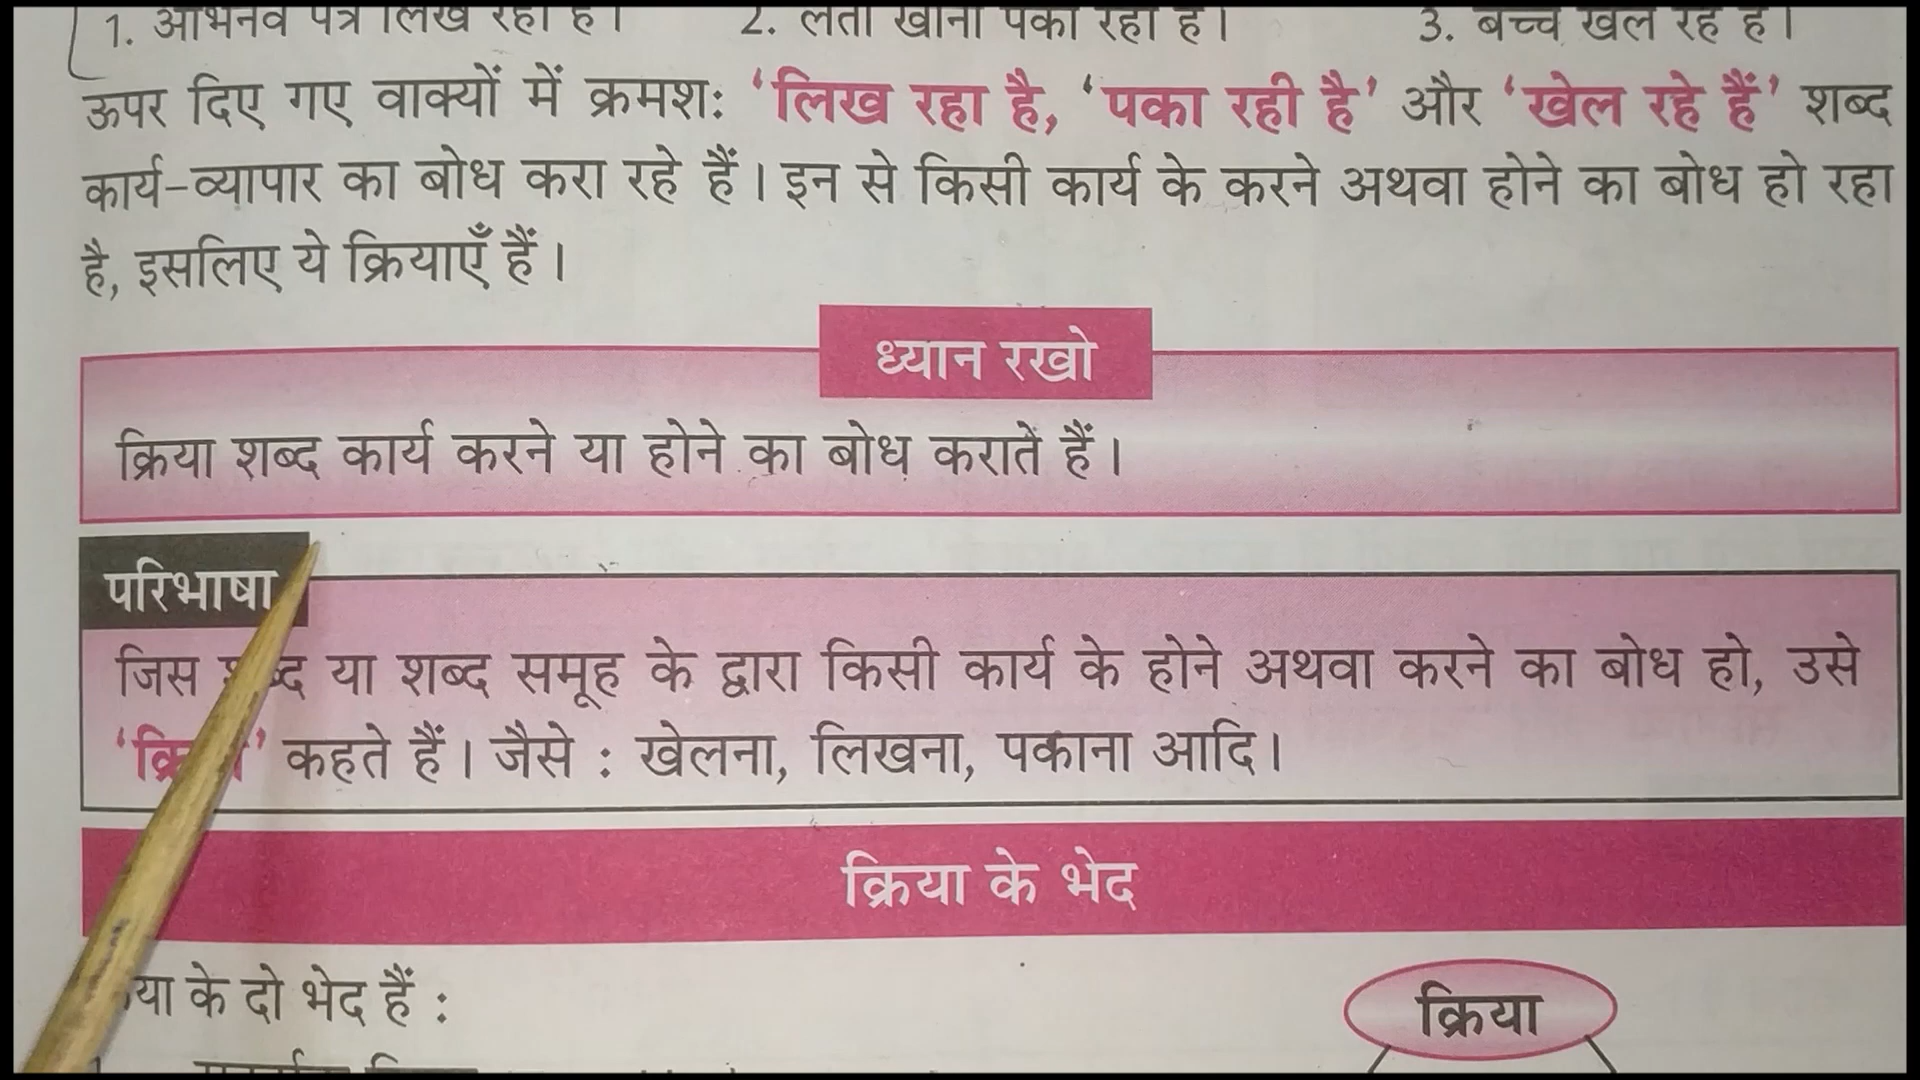 1. अभिनव पत्र लिख रहा है। 2. लता खाना पका रही है। 3. बच्चे खेल रहे हैं।
ऊपर दिए गए वाक्यों में क्रमश: ‘लिख रहा है, ‘पका रही है’ और ‘खेल रहे हैं’ शब्द
कार्य-व्यापार का बोध करा रहे हैं। इन से किसी कार्य के करने अथवा होने का बोध हो रहा
है, इसलिए ये क्रियाएँ हैं।
ध्यान रखो
क्रिया शब्द कार्य करने या होने का बोध कराते हैं।
परिभाषा
जिस या शब्द समूह के द्वारा किसी कार्य के होने अथवा करने का बोध हो, उसे
कहते हैं। जैसे : खेलना, लिखना, पकाना आदि।
क्रिया के भेद
के दो भेद हैं :
क्रिया